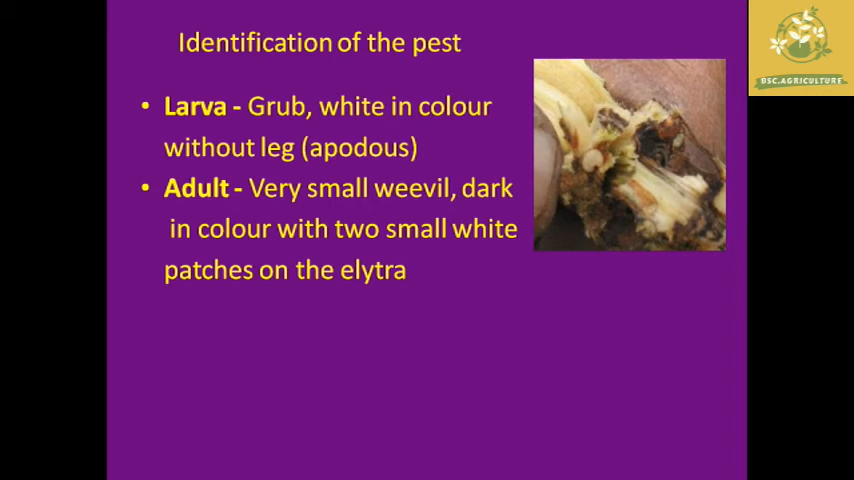 Identification of the pest
• Larva - Grub, white in colour
without leg (apodous)
• Adult - Very small weevil, dark
in colour with two small white
patches on the elytra
BSC.AGRICULTURE